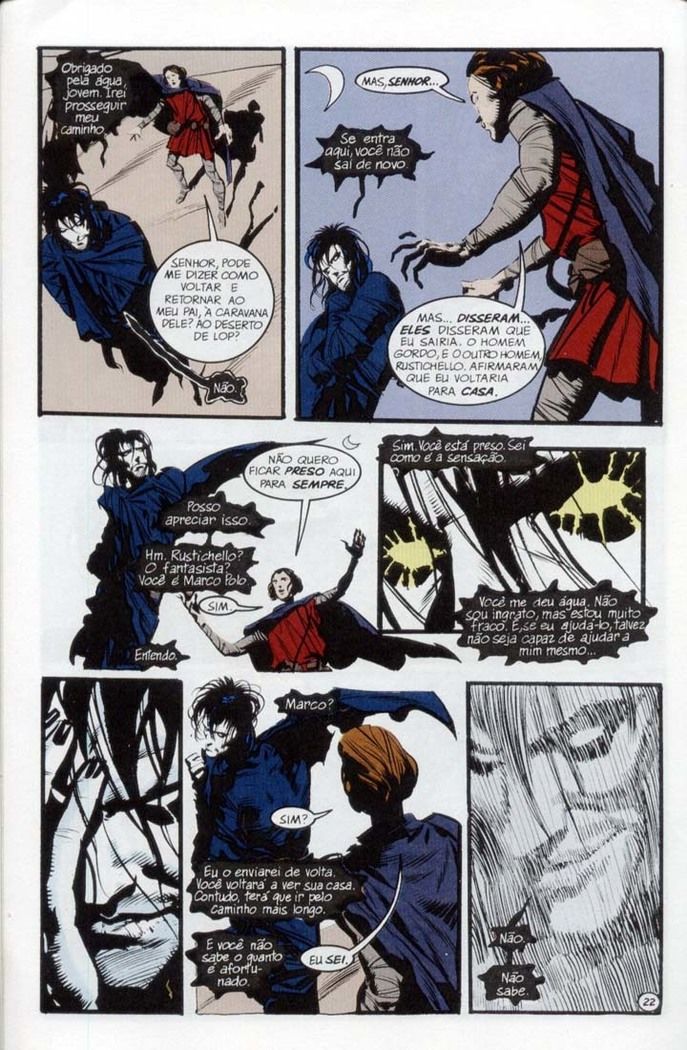 Obrigado
pela água,
jovem. Irei
prosseguir
meu
caminho.
SENHOR, PODE
ME DIZER COMO
VOLTAR E
RETORNAR AO
MEU PAI, À CARAVANA
DELE? AO DESERTO
DE LOP?
Não.
MAS, SENHOR...
Se entra
aqui, você não
sai de novo
MAS... DISSERAM...
ELES DISSERAM QUE
EU SAIRIA. O HOMEM
GORDO, E O OUTRO HOMEM,
RUSTICHELLO. AFIRMARAM
QUE EU VOLTARIA
PARA CASA.
NÃO QUERO
FICAR PRESO AQUI
PARA SEMPRE.
Posso
apreciar isso.
Hm. Rustichello?
O fantasista?
Você é Marco Polo
SIM.
Entendo.
Sim. Você está preso. Sei
como é a sensação.
Você me deu água. Não
sou ingrato, mas estou muito
fraco. E, se eu ajudá-lo, talvez
não seja capaz de ajudar a
mim mesmo...
Marco?
SIM?
Eu o enviarei de volta.
Você voltará a ver sua casa.
Contudo, terá que ir pelo
caminho mais longo.
E você não
sabe o quanto
é afortu-
nado.
EU SEI.
Não.
Não
sabe.
22